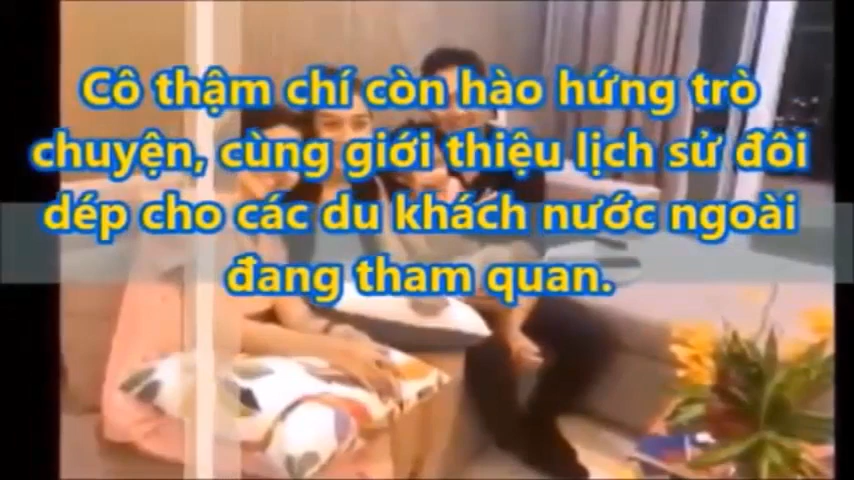 Cô thậm chí còn hào hứng trò
chuyện, cùng giới thiệu lịch sử đôi
dép cho các du khách nước ngoài
đang tham quan.